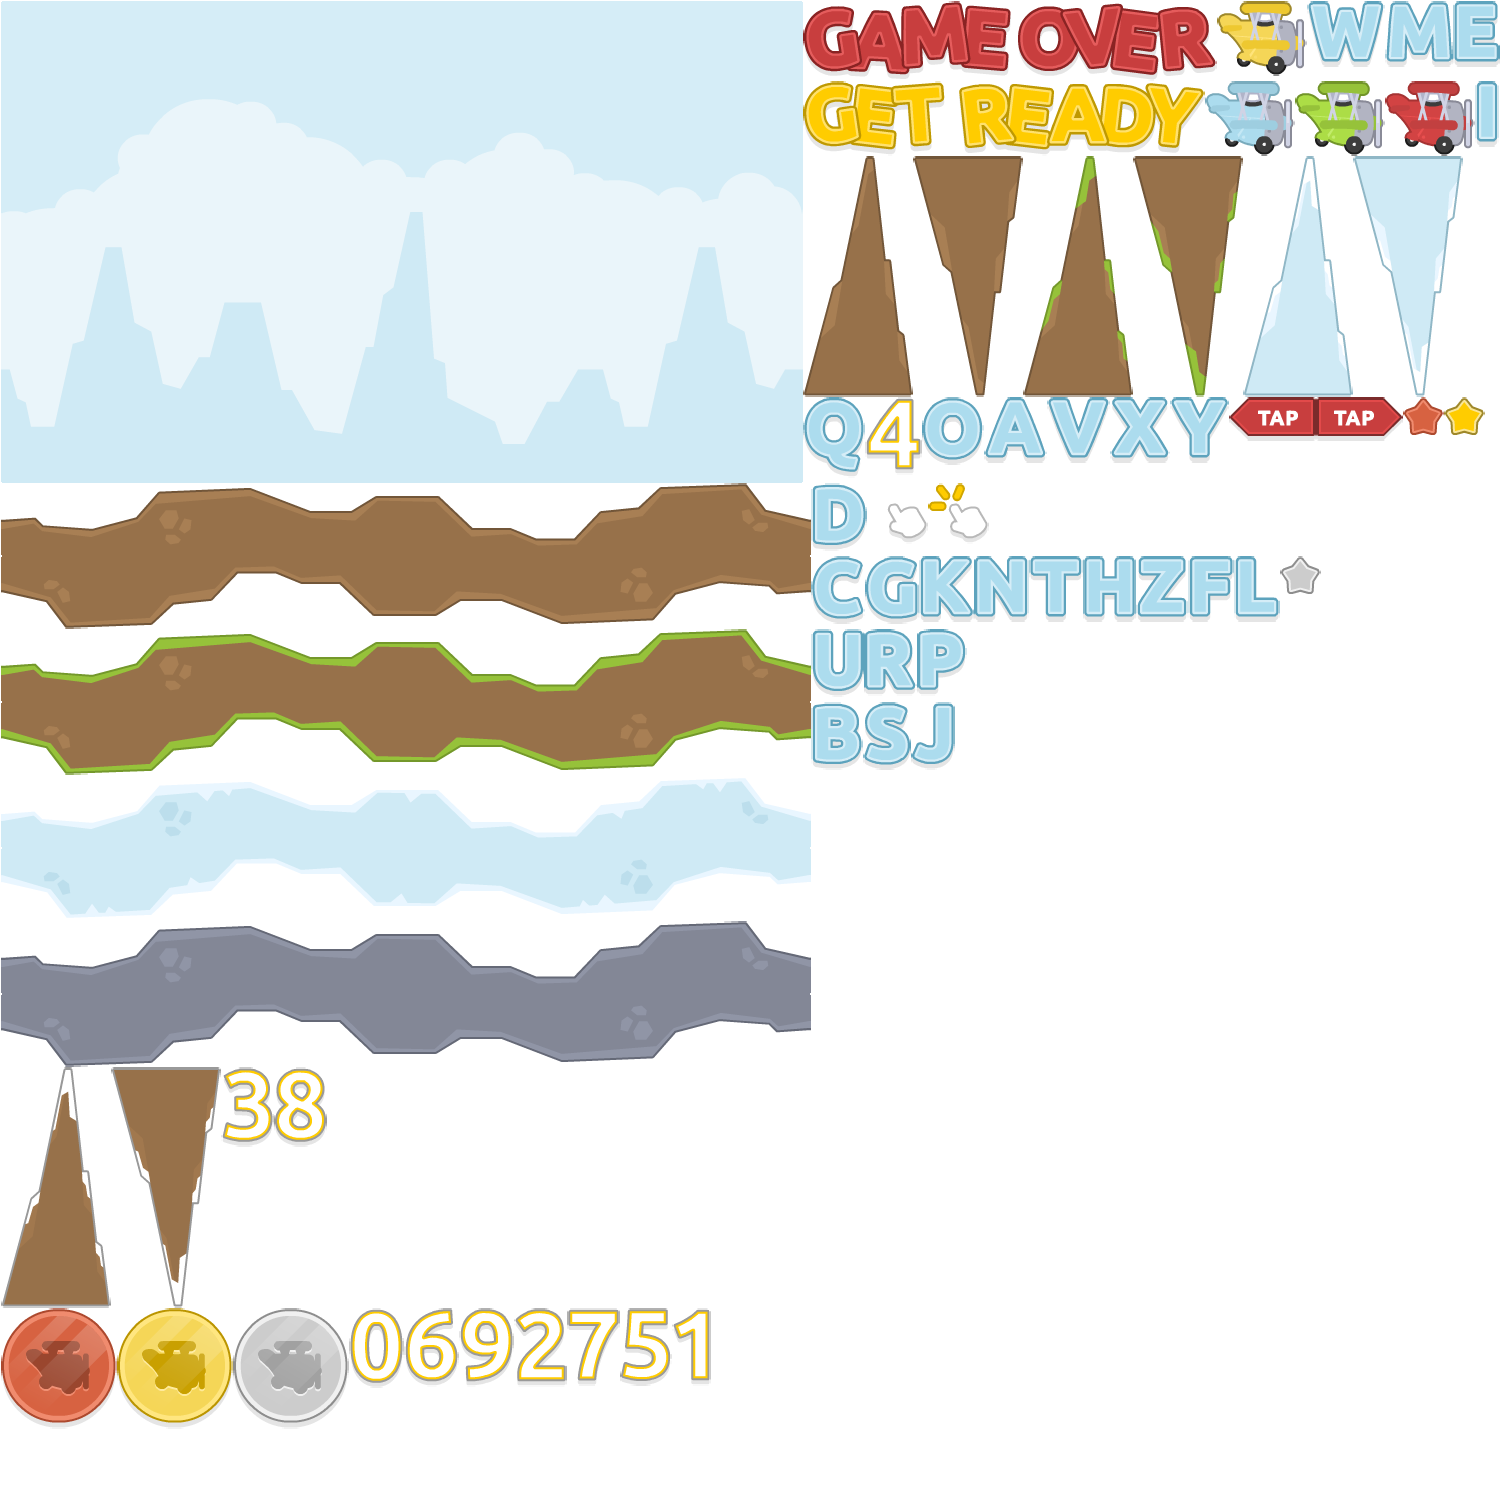 GAME OVER WME
GET READY I
Q4OAVXY TAP TAP
D
CGKNTHZFL
URP
BSJ
38
0692751